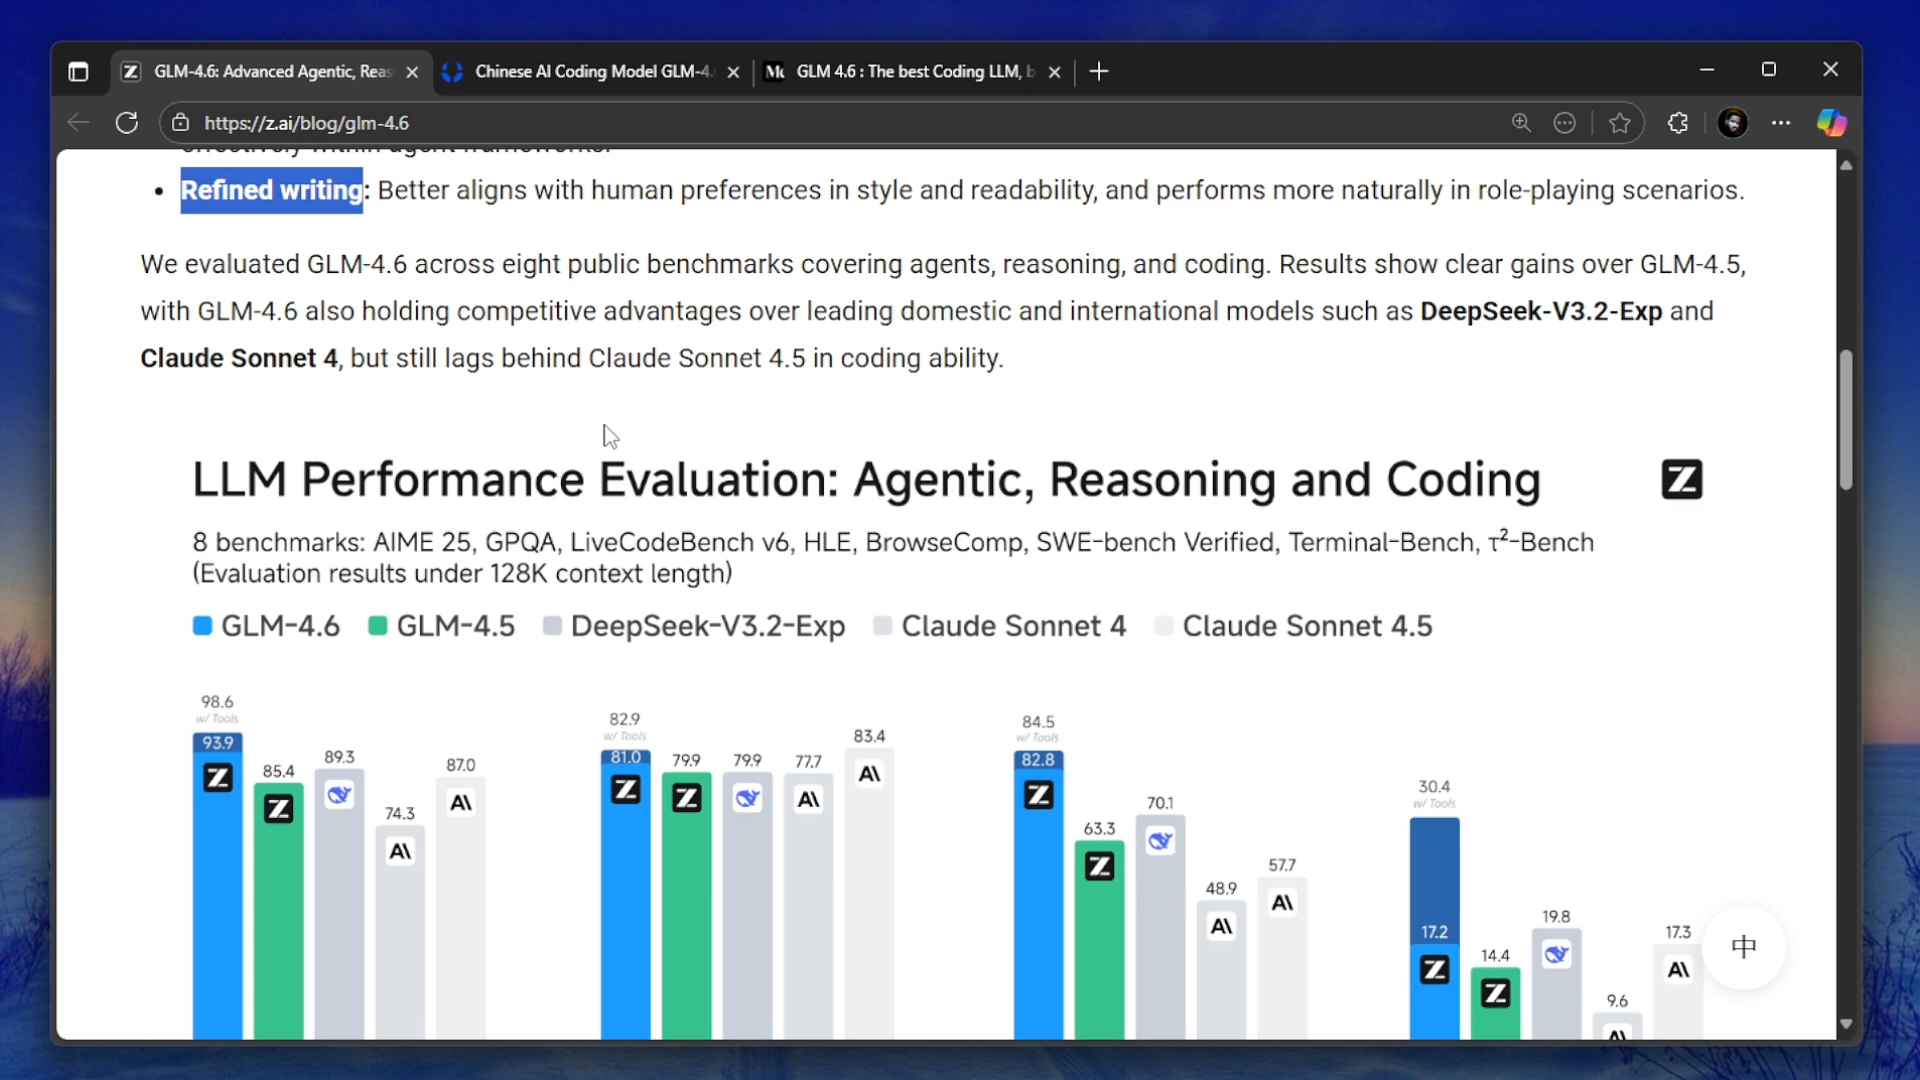 GLM-4.6: Advanced Agentic, Reas
Chinese AI Coding Model GLM-4.
GLM 4.6 : The best Coding LLM, b
https://z.ai/blog/glm-4.6
effectively within agent frameworks.
• Refined writing: Better aligns with human preferences in style and readability, and performs more naturally in role-playing scenarios.
We evaluated GLM-4.6 across eight public benchmarks covering agents, reasoning, and coding. Results show clear gains over GLM-4.5,
with GLM-4.6 also holding competitive advantages over leading domestic and international models such as DeepSeek-V3.2-Exp and
Claude Sonnet 4, but still lags behind Claude Sonnet 4.5 in coding ability.
LLM Performance Evaluation: Agentic, Reasoning and Coding
8 benchmarks: AIME 25, GPQA, LiveCodeBench v6, HLE, BrowseComp, SWE-bench Verified, Terminal-Bench, τ²-Bench
(Evaluation results under 128K context length)
GLM-4.6 GLM-4.5 DeepSeek-V3.2-Exp Claude Sonnet 4 Claude Sonnet 4.5
98.6
w/ Tools
93.9
85.4
89.3
74.3
87.0
82.9
w/ Tools
81.0
79.9
79.9
77.7
83.4
84.5
w/ Tools
82.8
63.3
70.1
48.9
57.7
30.4
w/ Tools
17.2
14.4
19.8
9.6
17.3
中